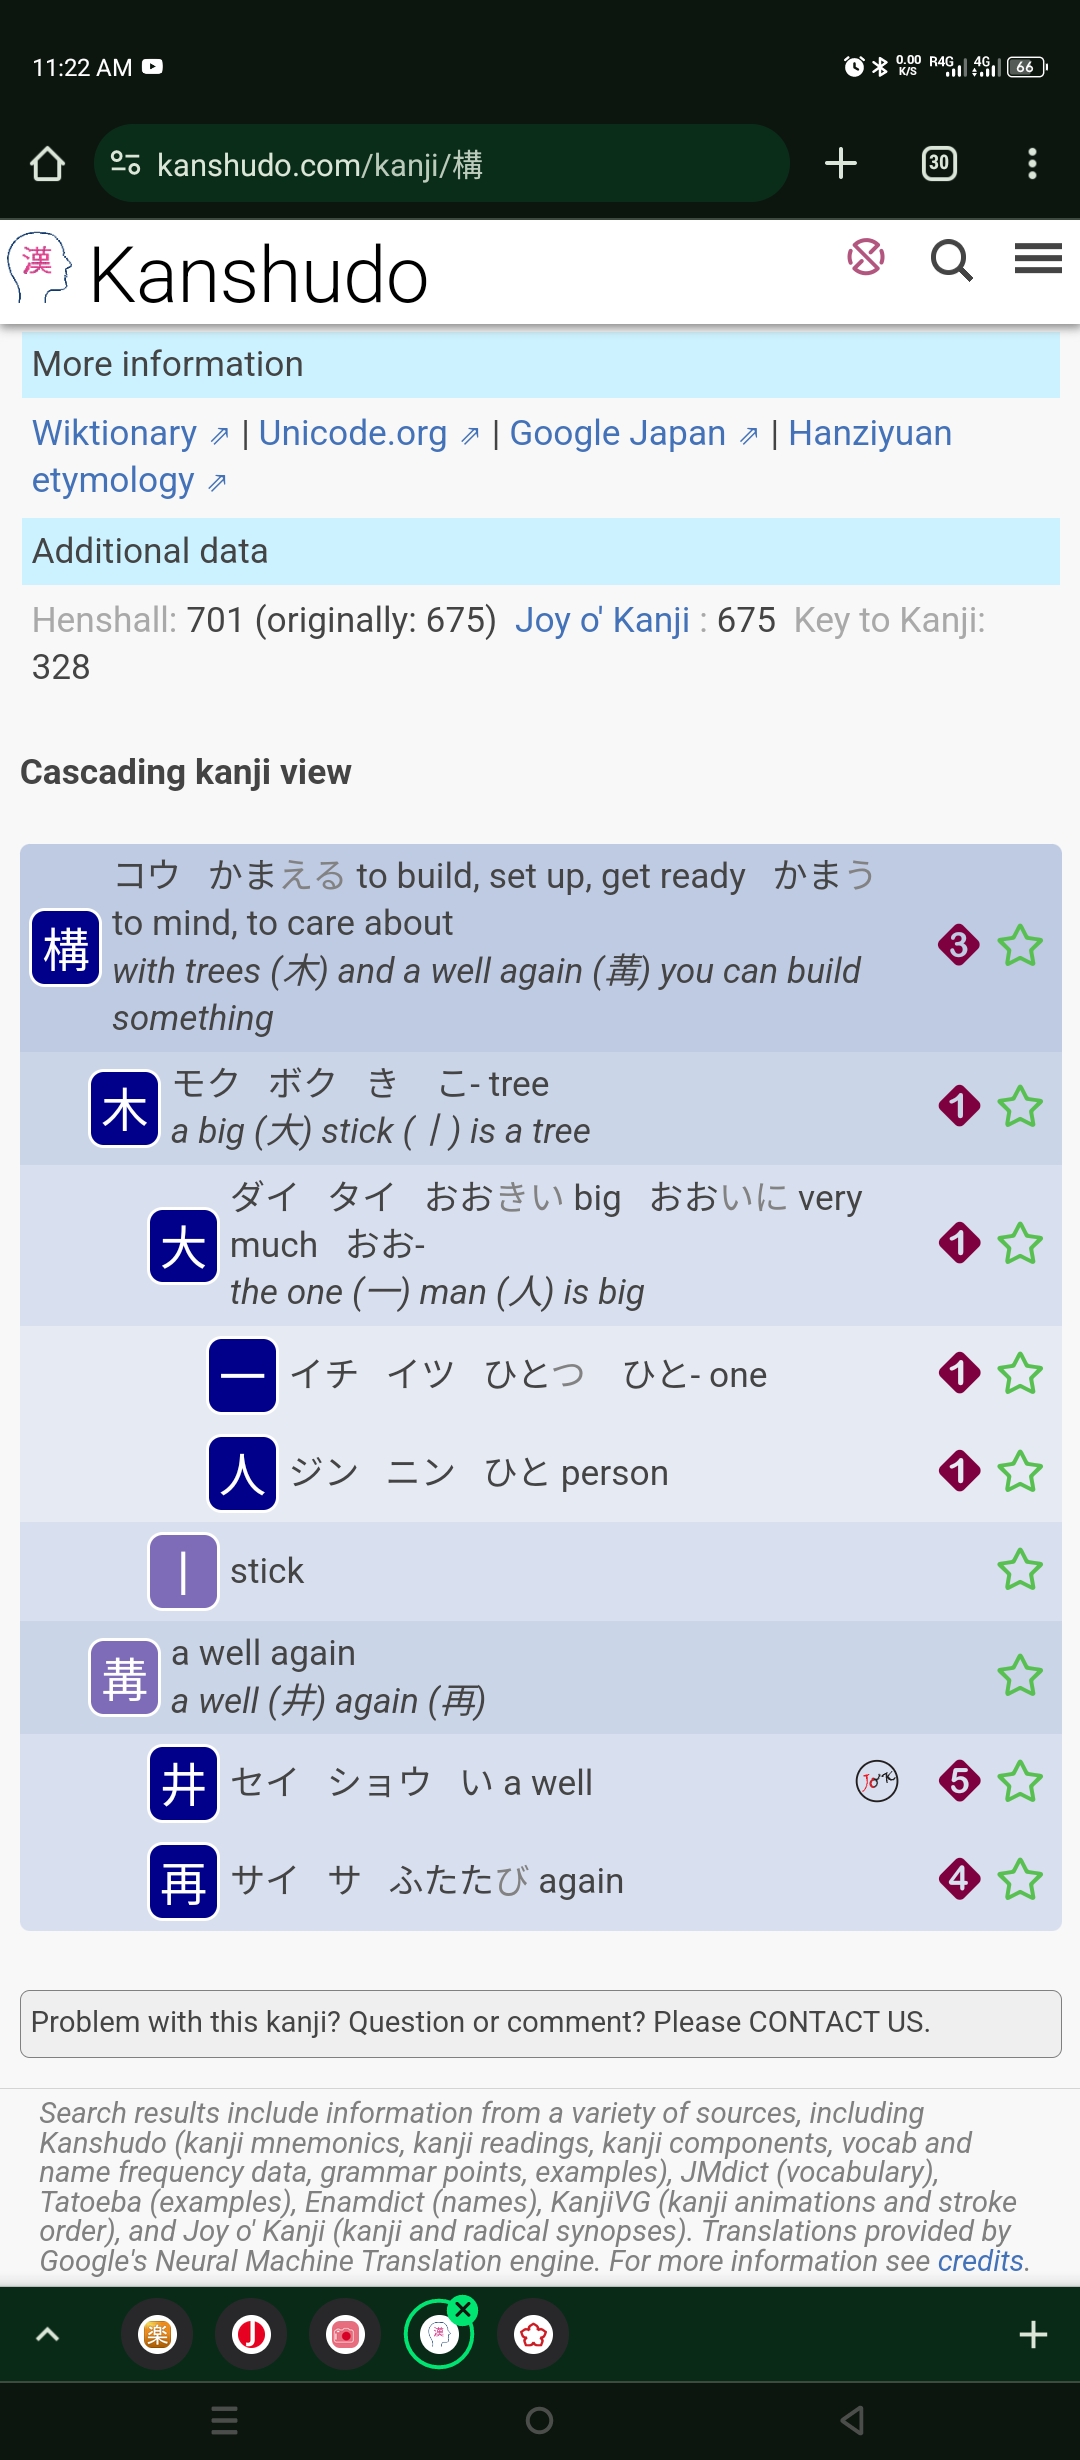 11:22 AM
0.00 K/S R4G 4G 66
kanshudo.com/kanji/構
30
漢 Kanshudo
More information
Wiktionary ⇗ | Unicode.org ⇗ | Google Japan ⇗ | Hanziyuan
etymology ⇗
Additional data
Henshall: 701 (originally: 675) Joy o' Kanji : 675 Key to Kanji:
328
Cascading kanji view
コウ かまえる to build, set up, get ready かまう
構 to mind, to care about 3
with trees (木) and a well again (冓) you can build
something
木 モク ボク き こ- tree 1
a big (大) stick (丨) is a tree
ダイ タイ おおきい big おおいに very
大 much おお- 1
the one (一) man (人) is big
一 イチ イツ ひとつ ひと- one 1
人 ジン ニン ひと person 1
丨 stick
冓 a well again
a well (井) again (再)
井 セイ ショウ い a well Jo'K 5
再 サイ サ ふたたび again 4
Problem with this kanji? Question or comment? Please CONTACT US.
Search results include information from a variety of sources, including
Kanshudo (kanji mnemonics, kanji readings, kanji components, vocab and
name frequency data, grammar points, examples), JMdict (vocabulary),
Tatoeba (examples), Enamdict (names), KanjiVG (kanji animations and stroke
order), and Joy o' Kanji (kanji and radical synopses). Translations provided by
Google's Neural Machine Translation engine. For more information see credits.
楽 J 漢